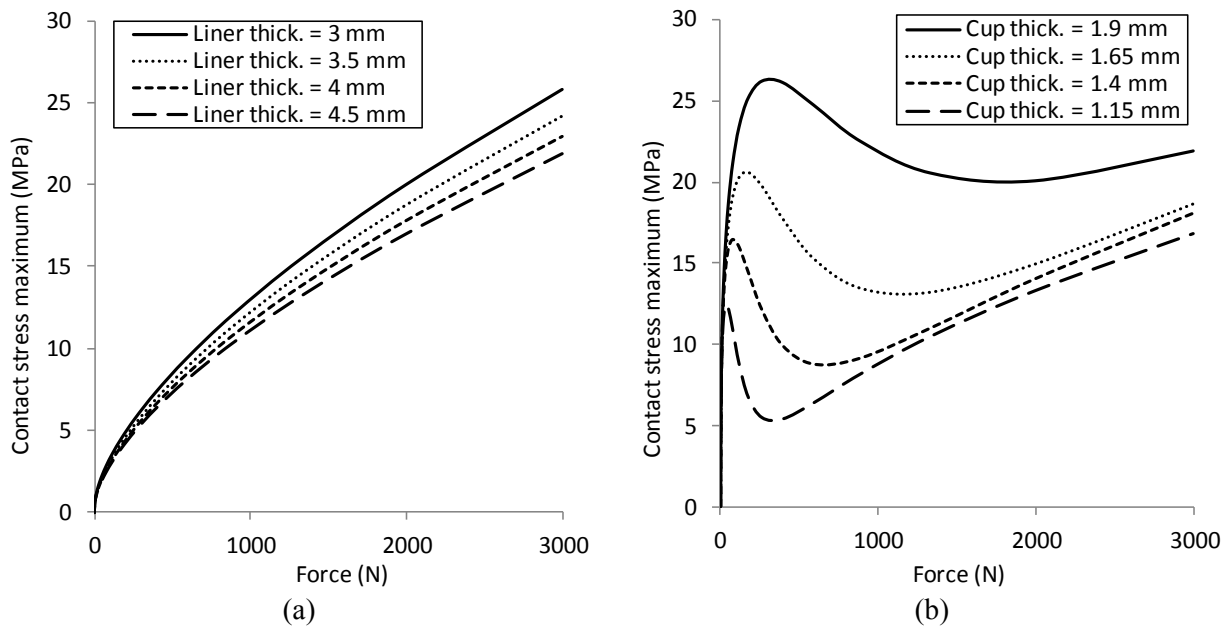 30
25
20
15
10
5
0
Contact stress maximum (MPa)
Liner thick. = 3 mm
Liner thick. = 3.5 mm
Liner thick. = 4 mm
Liner thick. = 4.5 mm
0 1000 2000 3000
Force (N)
(a)
30
25
20
15
10
5
0
Contact stress maximum (MPa)
Cup thick. = 1.9 mm
Cup thick. = 1.65 mm
Cup thick. = 1.4 mm
Cup thick. = 1.15 mm
0 1000 2000 3000
Force (N)
(b)